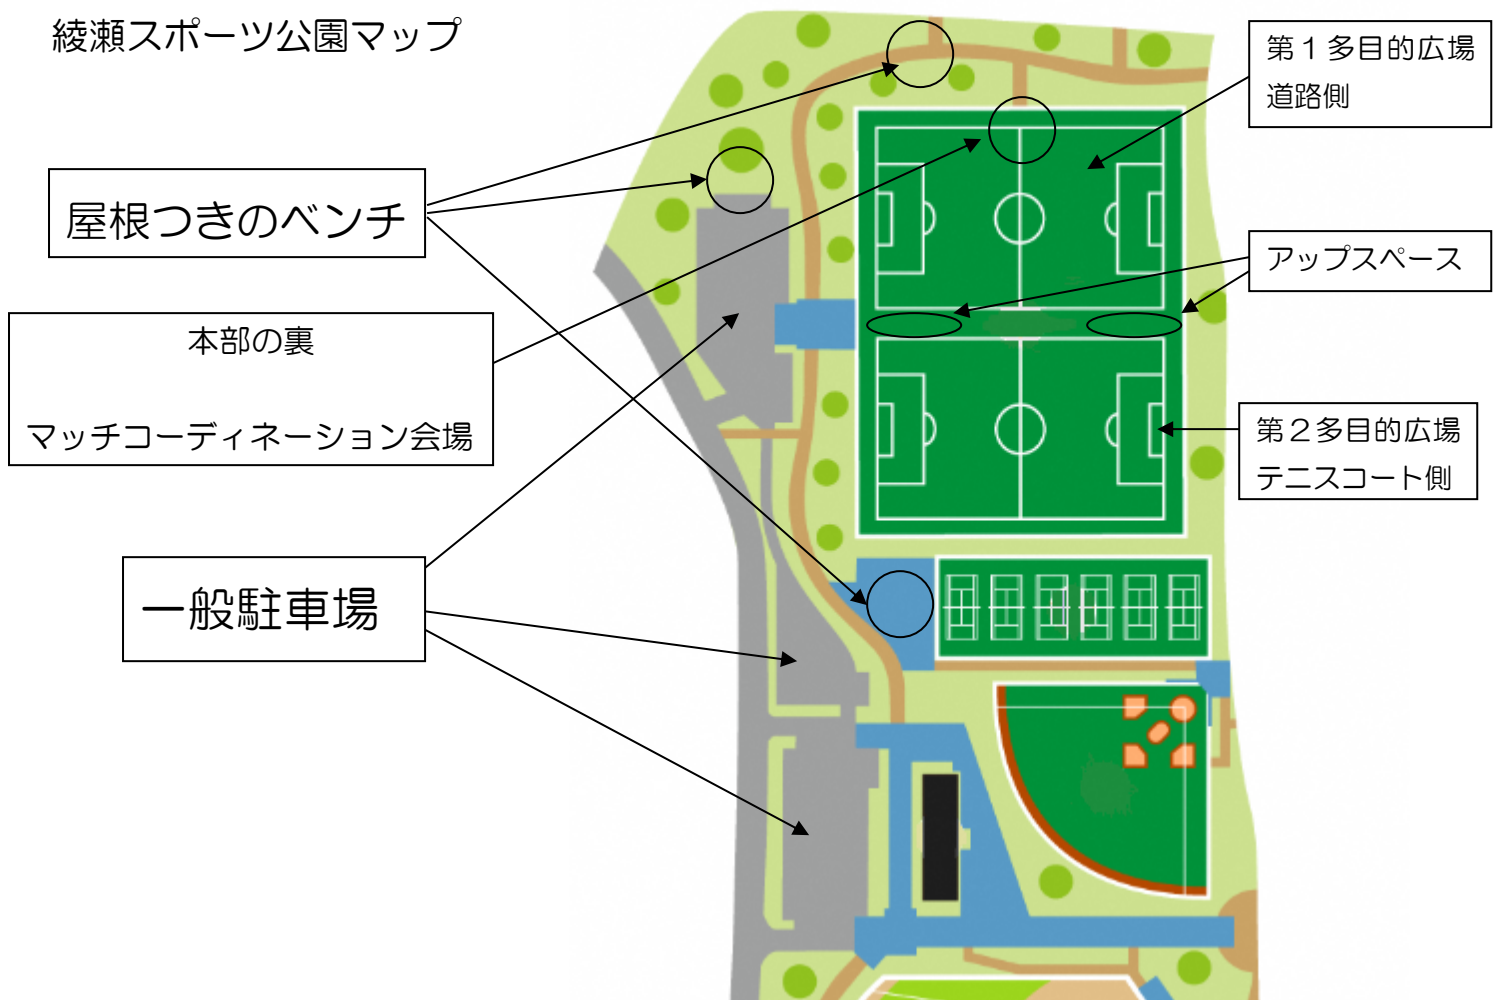 綾瀬スポーツ公園マップ
第１多目的広場
道路側
屋根つきのベンチ
アップスペース
本部の裏
マッチコーディネーション会場
第２多目的広場
テニスコート側
一般駐車場